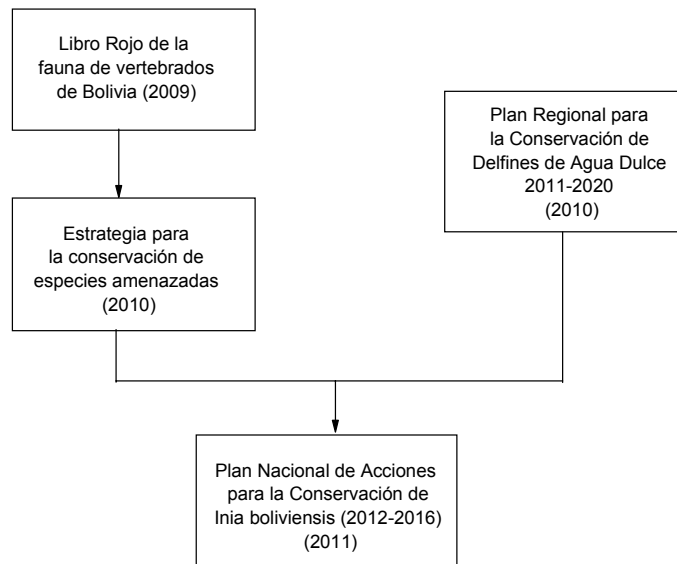 Libro Rojo de la
fauna de vertebrados
de Bolivia (2009)
Plan Regional para
la Conservación de
Delfines de Agua Dulce
2011-2020
(2010)
Estrategia para
la conservación de
especies amenazadas
(2010)
Plan Nacional de Acciones
para la Conservación de
Inia boliviensis (2012-2016)
(2011)